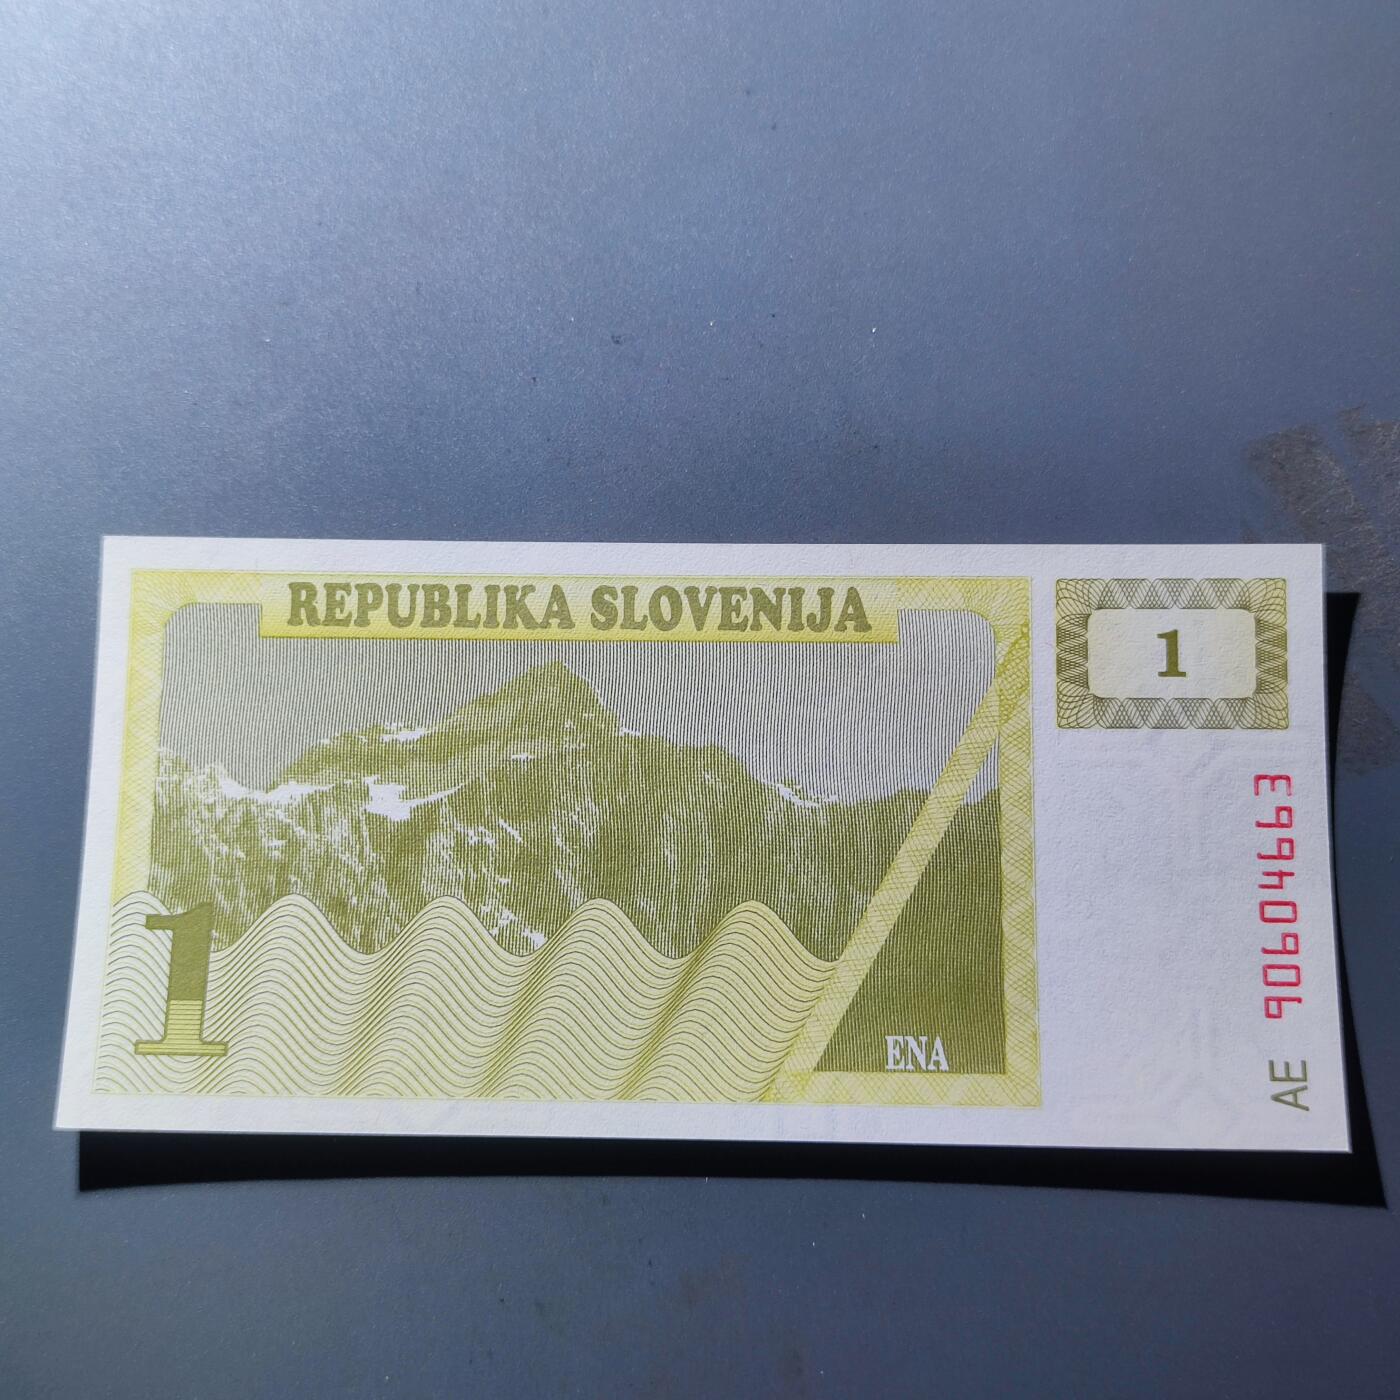 REPUBLIKA SLOVENIJA
1
1
ENA
AE 90604663